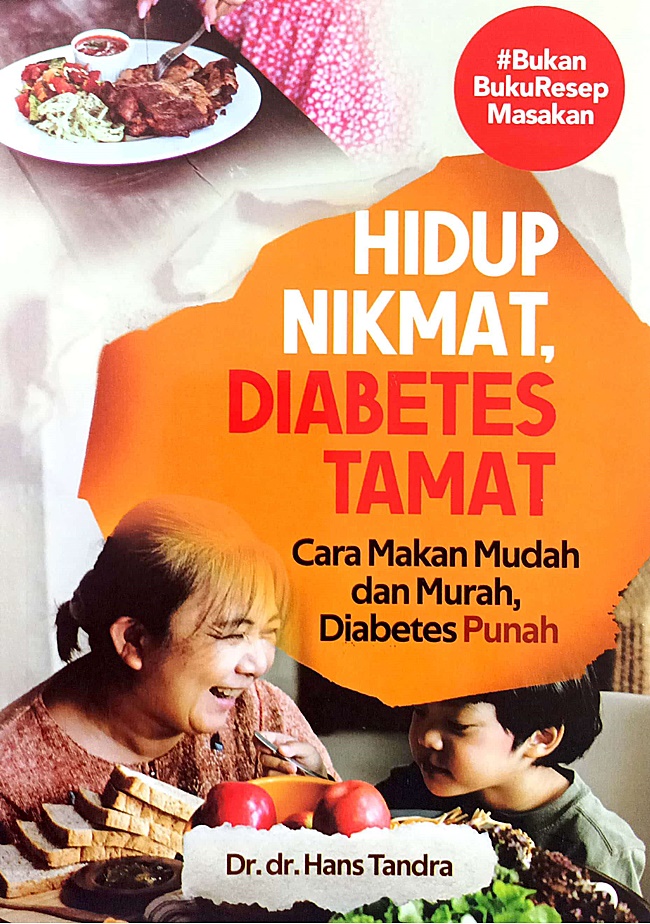 #Bukan
BukuResep
Masakan
HIDUP
NIKMAT,
DIABETES
TAMAT
Cara Makan Mudah
dan Murah,
Diabetes Punah
Dr. dr. Hans Tandra